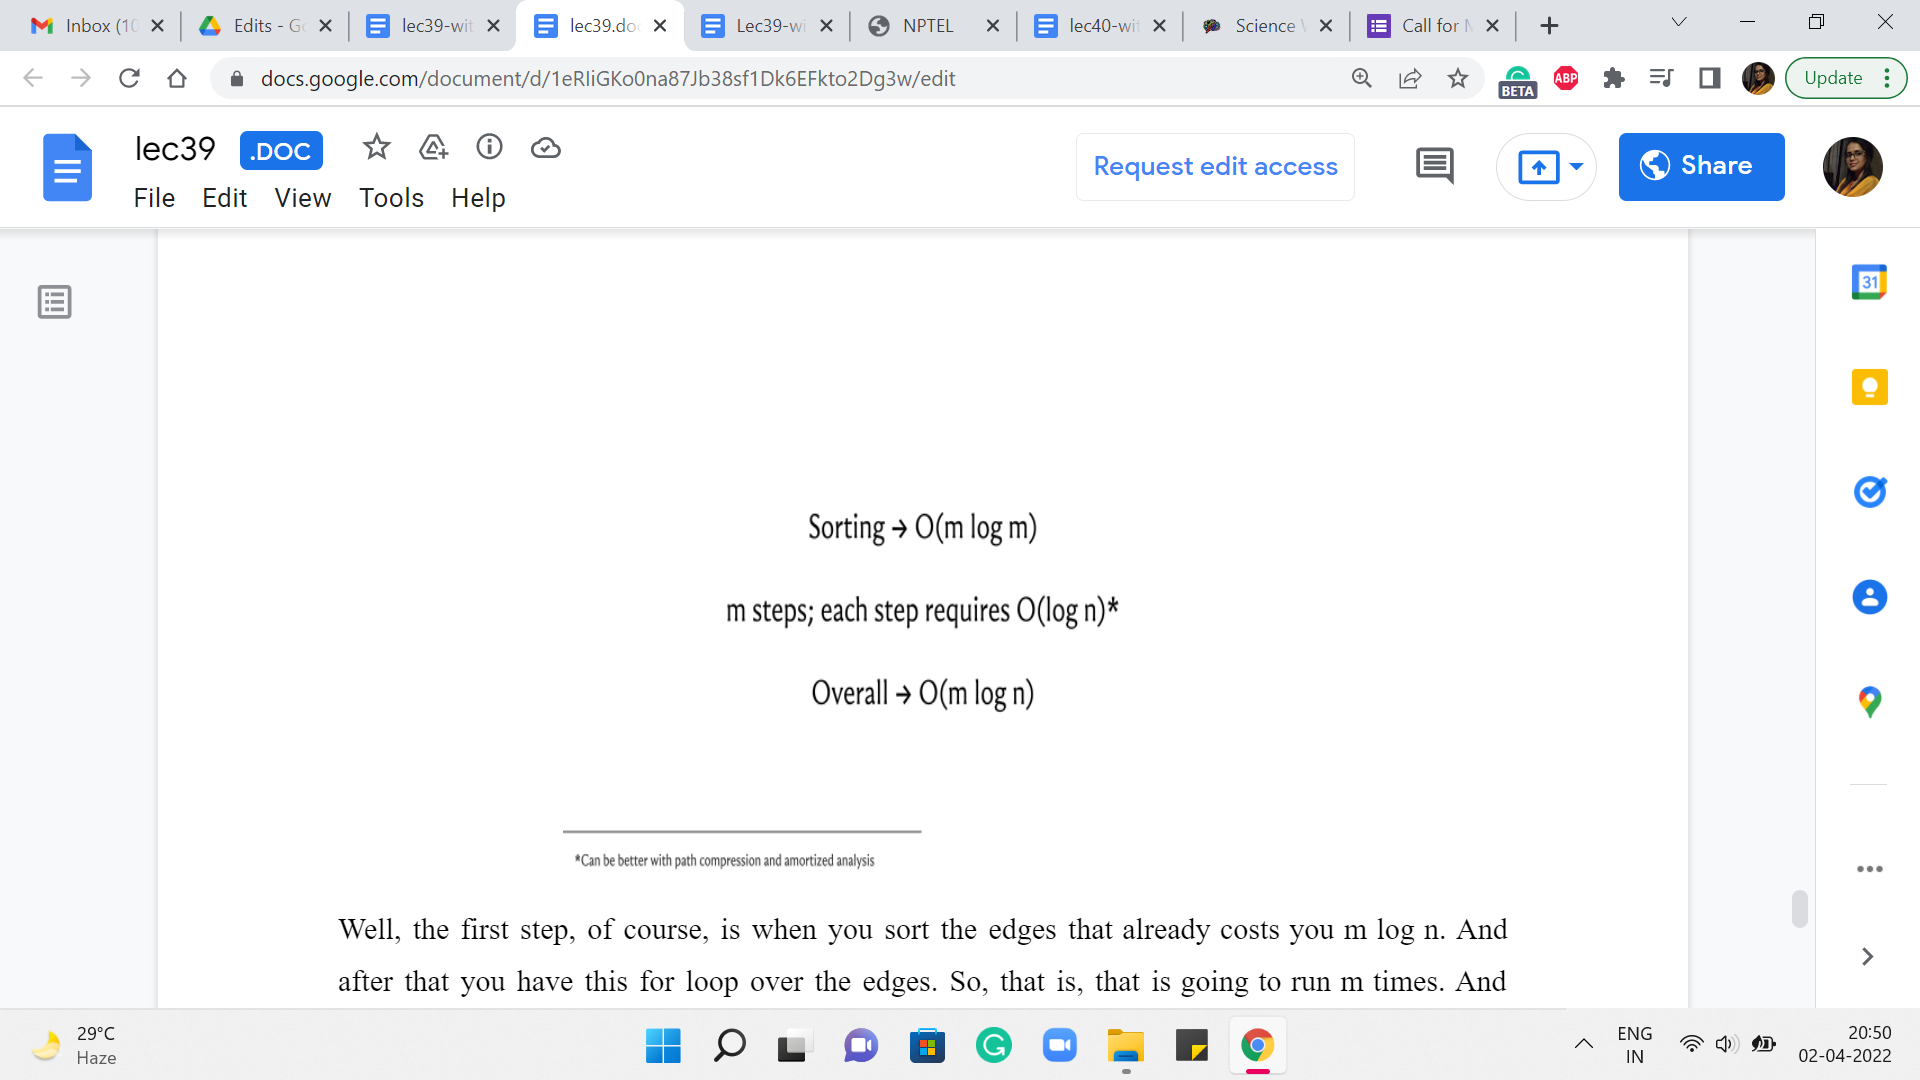 Inbox (10
Edits - Go
lec39-wit
lec39.do
Lec39-wi
NPTEL
lec40-wit
Science
Call for
docs.google.com/document/d/1eRIiGKo0na87Jb38sf1Dk6EFkto2Dg3w/edit
BETA
ABP
Update
lec39
.DOC
Request edit access
Share
File Edit View Tools Help
31
Sorting → O(m log m)
m steps; each step requires O(log n)*
Overall → O(m log n)
*Can be better with path compression and amortized analysis
Well, the first step, of course, is when you sort the edges that already costs you m log n. And
after that you have this for loop over the edges. So, that is, that is going to run m times. And
29°C
Haze
ENG
IN
20:50
02-04-2022